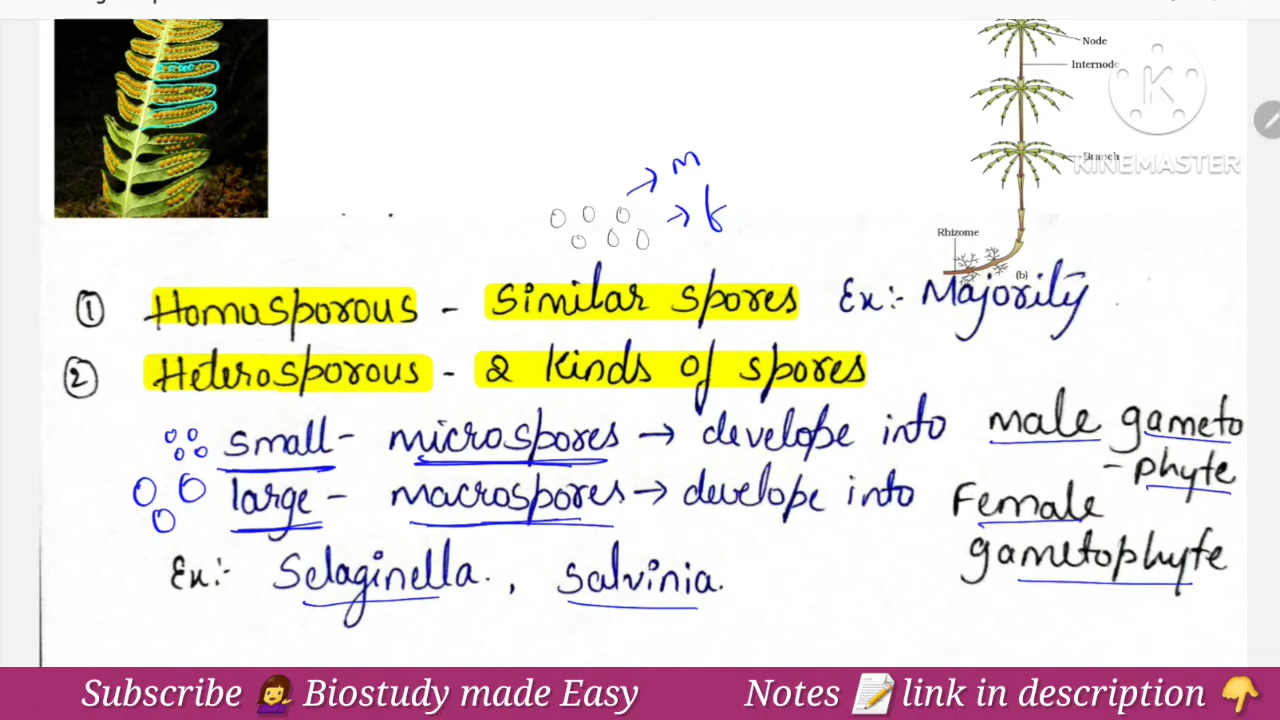 Node
Internode
Branch
K
KINEMASTER
Rhizome
(b)
→ m
→ f
① Homosporous - Similar spores Ex:- Majority
② Heterosporous - 2 kinds of spores
small - microspores → develope into male gameto
- phyte
large - macrospores → develope into Female
gametophyte
Ex:- Selaginella. , Salvinia.
Subscribe 🙋‍♀️ Biostudy made Easy Notes 📝 link in description 👇